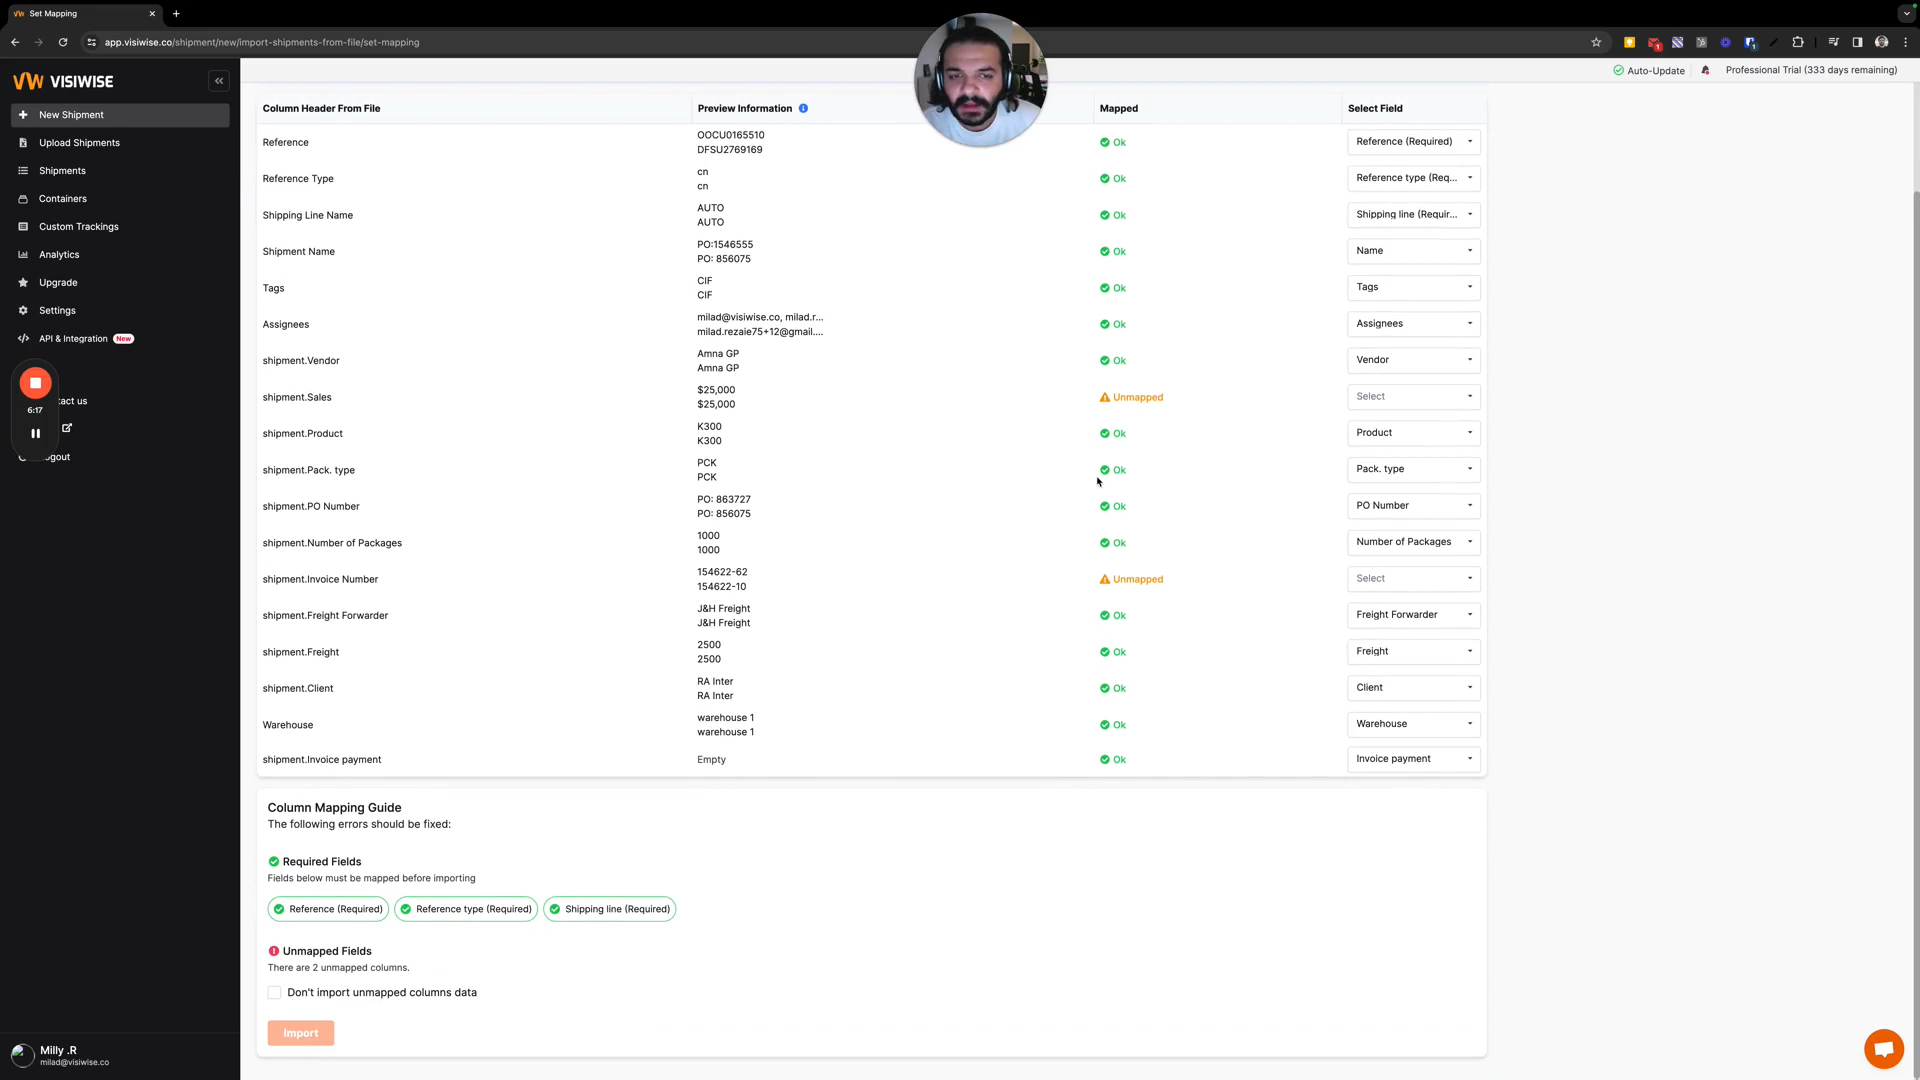 Set Mapping
app.visiwise.co/shipment/new/import-shipments-from-file/set-mapping
VISIWISE
Auto-Update
Professional Trial (333 days remaining)
New Shipment
Upload Shipments
Shipments
Containers
Custom Trackings
Analytics
Upgrade
Settings
API & Integration New
6:17
tact us
ogout
Milly .R
milad@visiwise.co
Column Header From File Preview Information Mapped Select Field
Reference OOCU0165510 Ok Reference (Required)
DFSU2769169
Reference Type cn Ok Reference type (Req...
cn
Shipping Line Name AUTO Ok Shipping line (Requir...
AUTO
Shipment Name PO:1546555 Ok Name
PO: 856075
Tags CIF Ok Tags
CIF
Assignees milad@visiwise.co, milad.r... Ok Assignees
milad.rezaie75+12@gmail....
shipment.Vendor Amna GP Ok Vendor
Amna GP
shipment.Sales $25,000 Unmapped Select
$25,000
shipment.Product K300 Ok Product
K300
shipment.Pack. type PCK Ok Pack. type
PCK
shipment.PO Number PO: 863727 Ok PO Number
PO: 856075
shipment.Number of Packages 1000 Ok Number of Packages
1000
shipment.Invoice Number 154622-62 Unmapped Select
154622-10
shipment.Freight Forwarder J&H Freight Ok Freight Forwarder
J&H Freight
shipment.Freight 2500 Ok Freight
2500
shipment.Client RA Inter Ok Client
RA Inter
Warehouse warehouse 1 Ok Warehouse
warehouse 1
shipment.Invoice payment Empty Ok Invoice payment
Column Mapping Guide
The following errors should be fixed:
Required Fields
Fields below must be mapped before importing
Reference (Required) Reference type (Required) Shipping line (Required)
Unmapped Fields
There are 2 unmapped columns.
Don't import unmapped columns data
Import